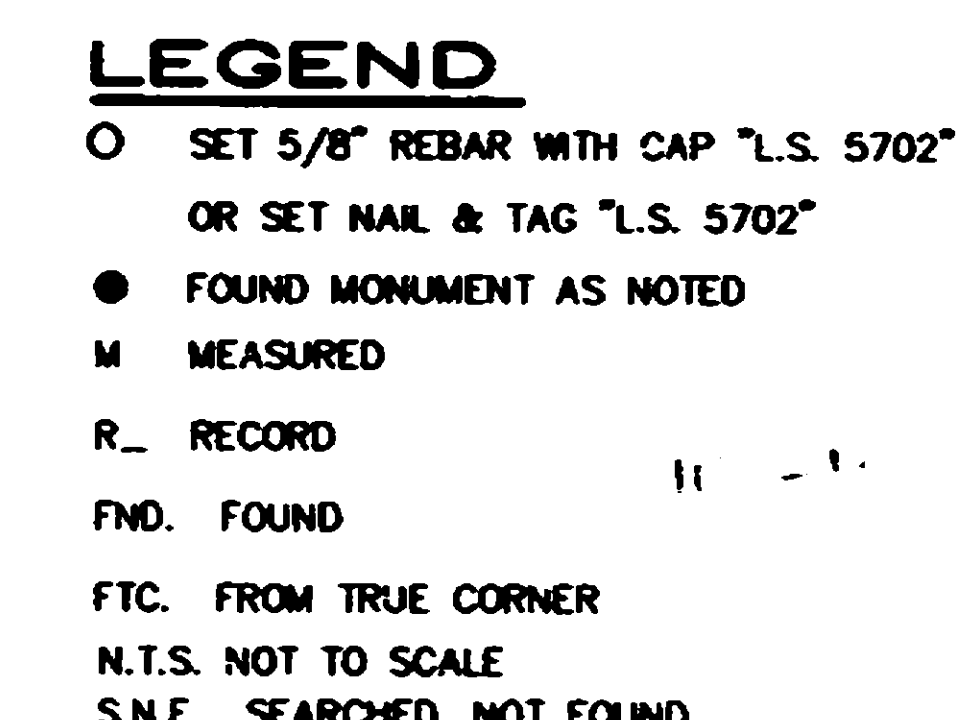 LEGEND
O SET 5/8" REBAR WITH CAP "L.S. 5702"
OR SET NAIL & TAG "L.S. 5702"
● FOUND MONUMENT AS NOTED
M MEASURED
R_ RECORD
FND. FOUND
FTC. FROM TRUE CORNER
N.T.S. NOT TO SCALE
S.N.F. SEARCHED, NOT FOUND